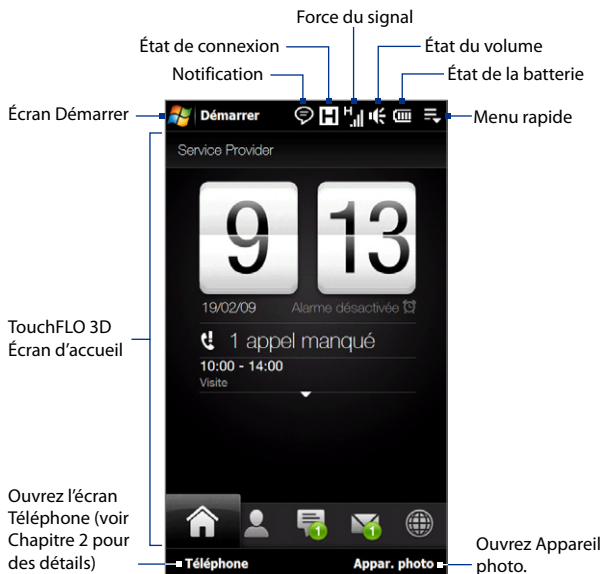 Force du signal
État de connexion
État du volume
Notification
État de la batterie
Écran Démarrer
Démarrer
H
H
Menu rapide
Service Provider
9
13
19/02/09
Alarme désactivée
TouchFLO 3D
Écran d'accueil
1 appel manqué
10:00 - 14:00
Visite
Ouvrez l'écran
Téléphone (voir
Chapitre 2 pour
des détails)
1
1
Téléphone
Appar. photo
Ouvrez Appareil
photo.